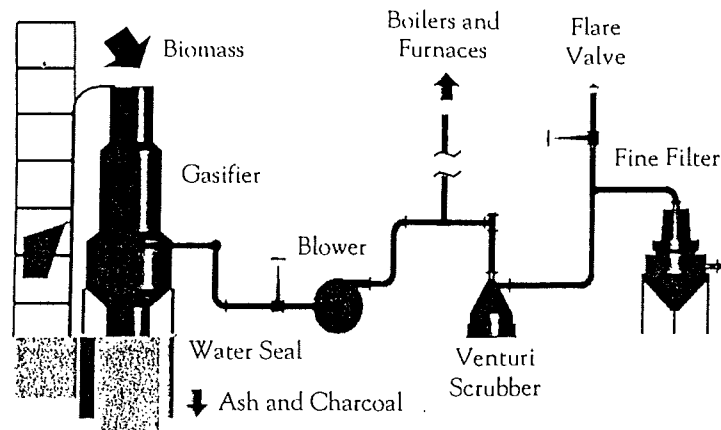 Biomass
Boilers and
Furnaces
Flare
Valve
Gasifier
Fine Filter
Blower
Water Seal
Venturi
Scrubber
Ash and Charcoal